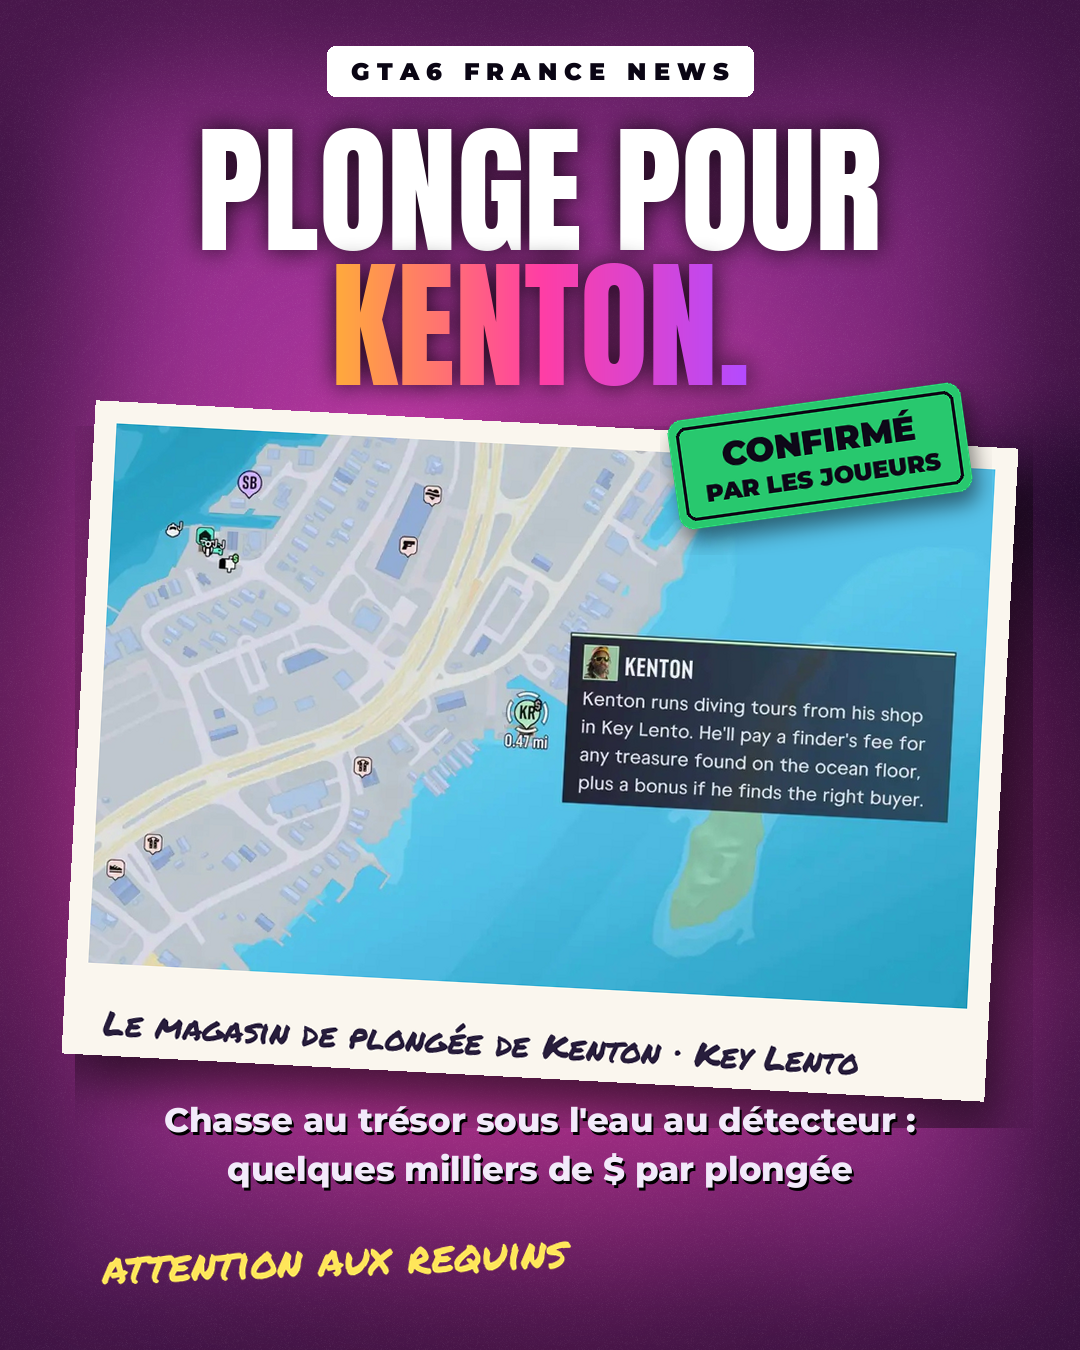 GTA6 FRANCE NEWS
PLONGE POUR
KENTON.
CONFIRMÉ
PAR LES JOUEURS
SB
KENTON
Kenton runs diving tours from his shop
in Key Lento. He'll pay a finder's fee for
any treasure found on the ocean floor,
plus a bonus if he finds the right buyer.
KR
0.47 mi
Le magasin de plongée de Kenton · Key Lento
Chasse au trésor sous l'eau au détecteur :
quelques milliers de $ par plongée
ATTENTION AUX REQUINS